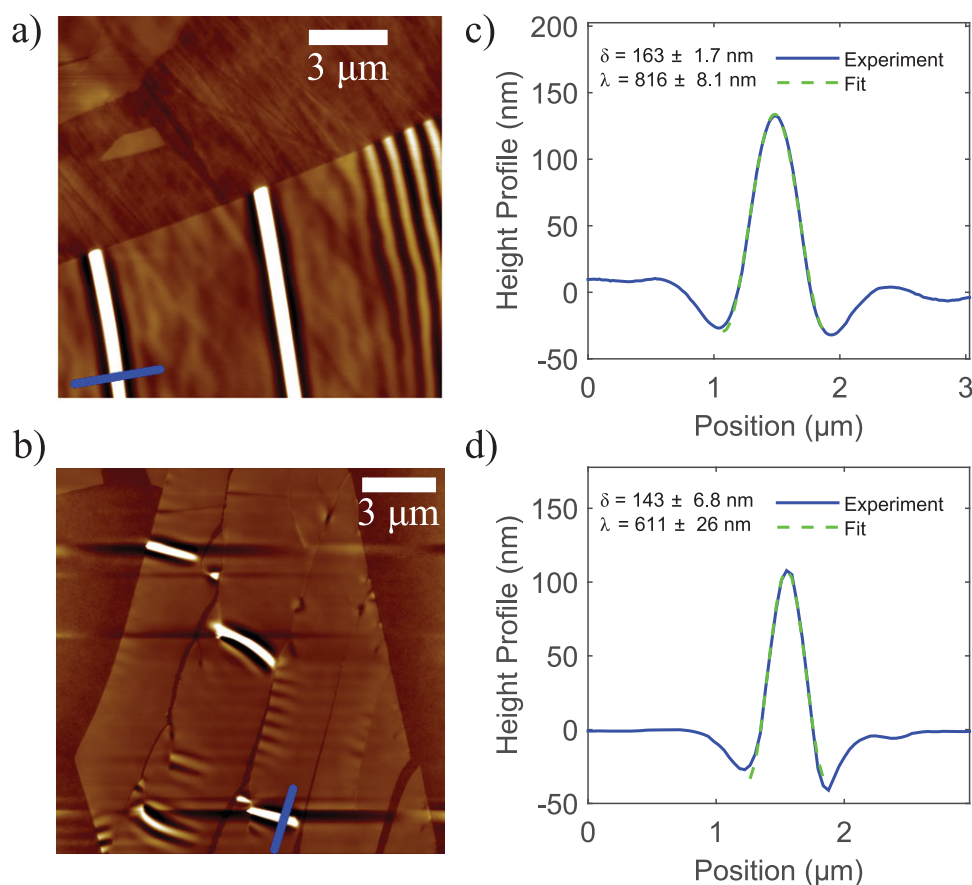 a)
3 μm
c)
200
150
100
50
0
-50
Height Profile (nm)
δ = 163 ± 1.7 nm
λ = 816 ± 8.1 nm
Experiment
Fit
0
1
2
3
Position (μm)
b)
3 μm
d)
150
100
50
0
-50
Height Profile (nm)
δ = 143 ± 6.8 nm
λ = 611 ± 26 nm
Experiment
Fit
0
1
2
Position (μm)